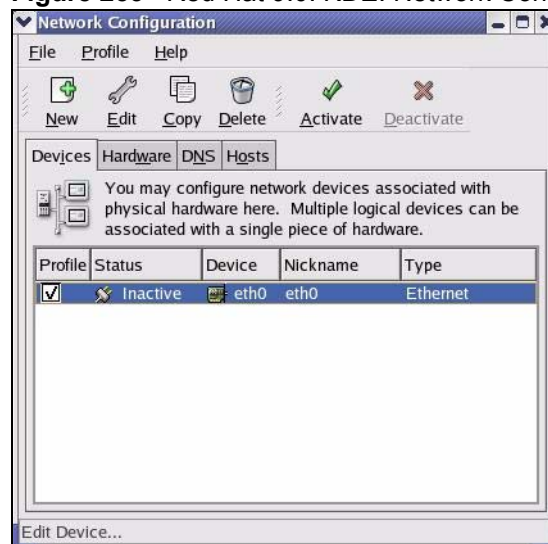 Network Configuration
File Profile Help
New Edit Copy Delete Activate Deactivate
Devices Hardware DNS Hosts
You may configure network devices associated with
physical hardware here. Multiple logical devices can be
associated with a single piece of hardware.
Profile Status Device Nickname Type
Inactive eth0 eth0 Ethernet
Edit Device...